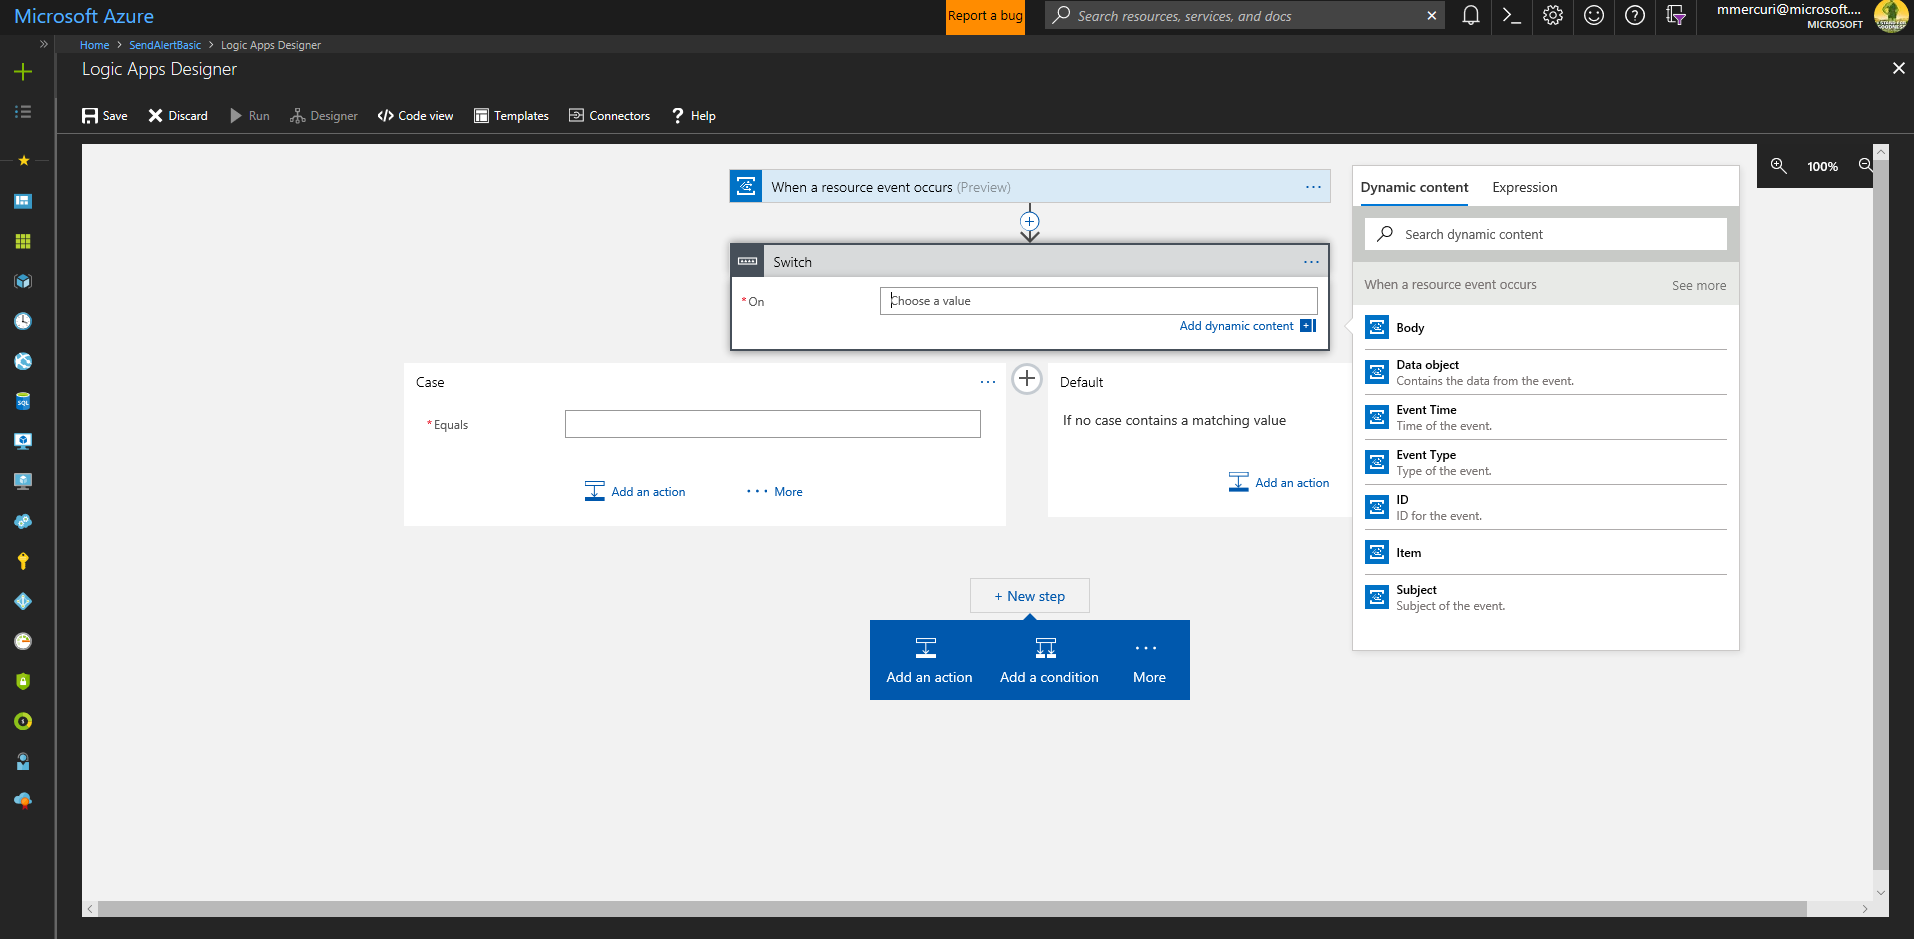 Microsoft Azure
Report a bug
Search resources, services, and docs
mmercuri@microsoft....
MICROSOFT
Home > SendAlertBasic > Logic Apps Designer
Logic Apps Designer
Save Discard Run Designer </> Code view Templates Connectors ? Help
100%
When a resource event occurs (Preview)
Switch
* On
Choose a value
Add dynamic content
Case
* Equals
Add an action
More
Default
If no case contains a matching value
Add an action
+ New step
Add an action
Add a condition
More
Dynamic content
Expression
Search dynamic content
When a resource event occurs
See more
Body
Data object
Contains the data from the event.
Event Time
Time of the event.
Event Type
Type of the event.
ID
ID for the event.
Item
Subject
Subject of the event.